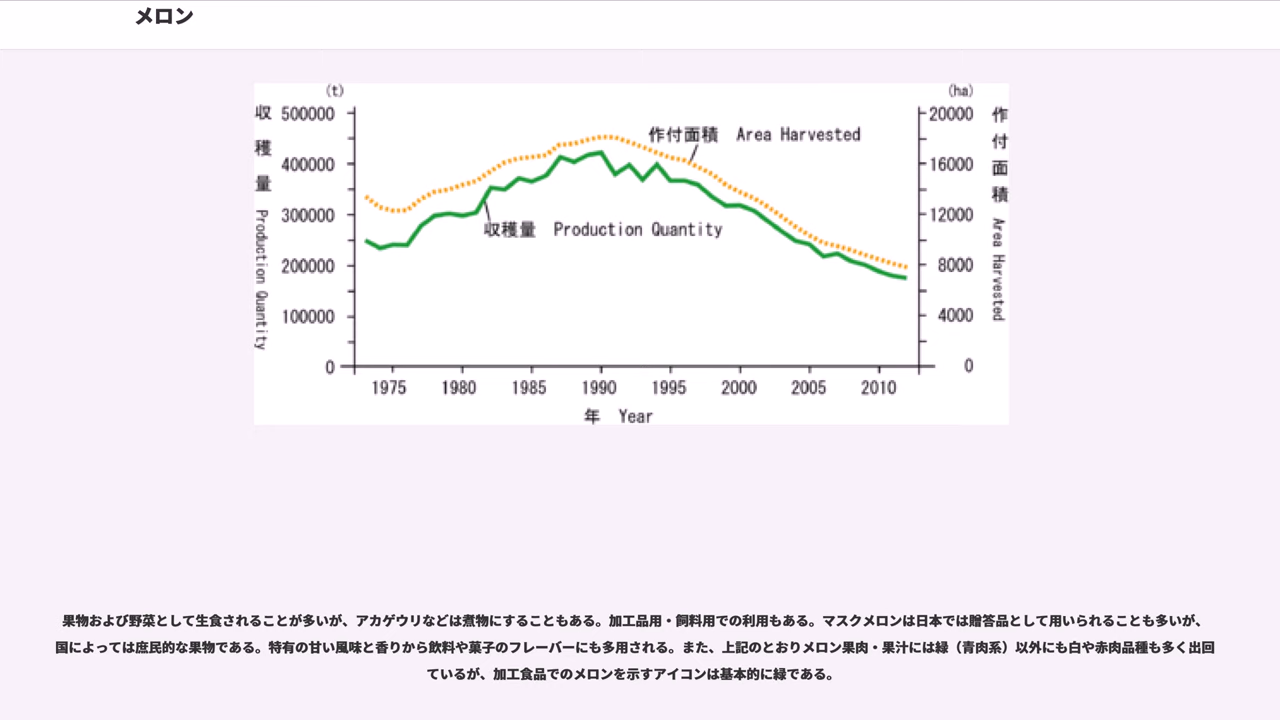 メロン
(t)
(ha)
収穫量 Production Quantity
500000
400000
300000
200000
100000
0
作付面積 Area Harvested
収穫量 Production Quantity
20000
16000
12000
8000
4000
0
作付面積 Area Harvested
1975 1980 1985 1990 1995 2000 2005 2010
年 Year
果物および野菜として生食されることが多いが、アカゲウリなどは煮物にすることもある。加工品用・飼料用での利用もある。マスクメロンは日本では贈答品として用いられることも多いが、
国によっては庶民的な果物である。特有の甘い風味と香りから飲料や菓子のフレーバーにも多用される。また、上記のとおりメロン果肉・果汁には緑（青肉系）以外にも白や赤肉品種も多く出回
ているが、加工食品でのメロンを示すアイコンは基本的に緑である。